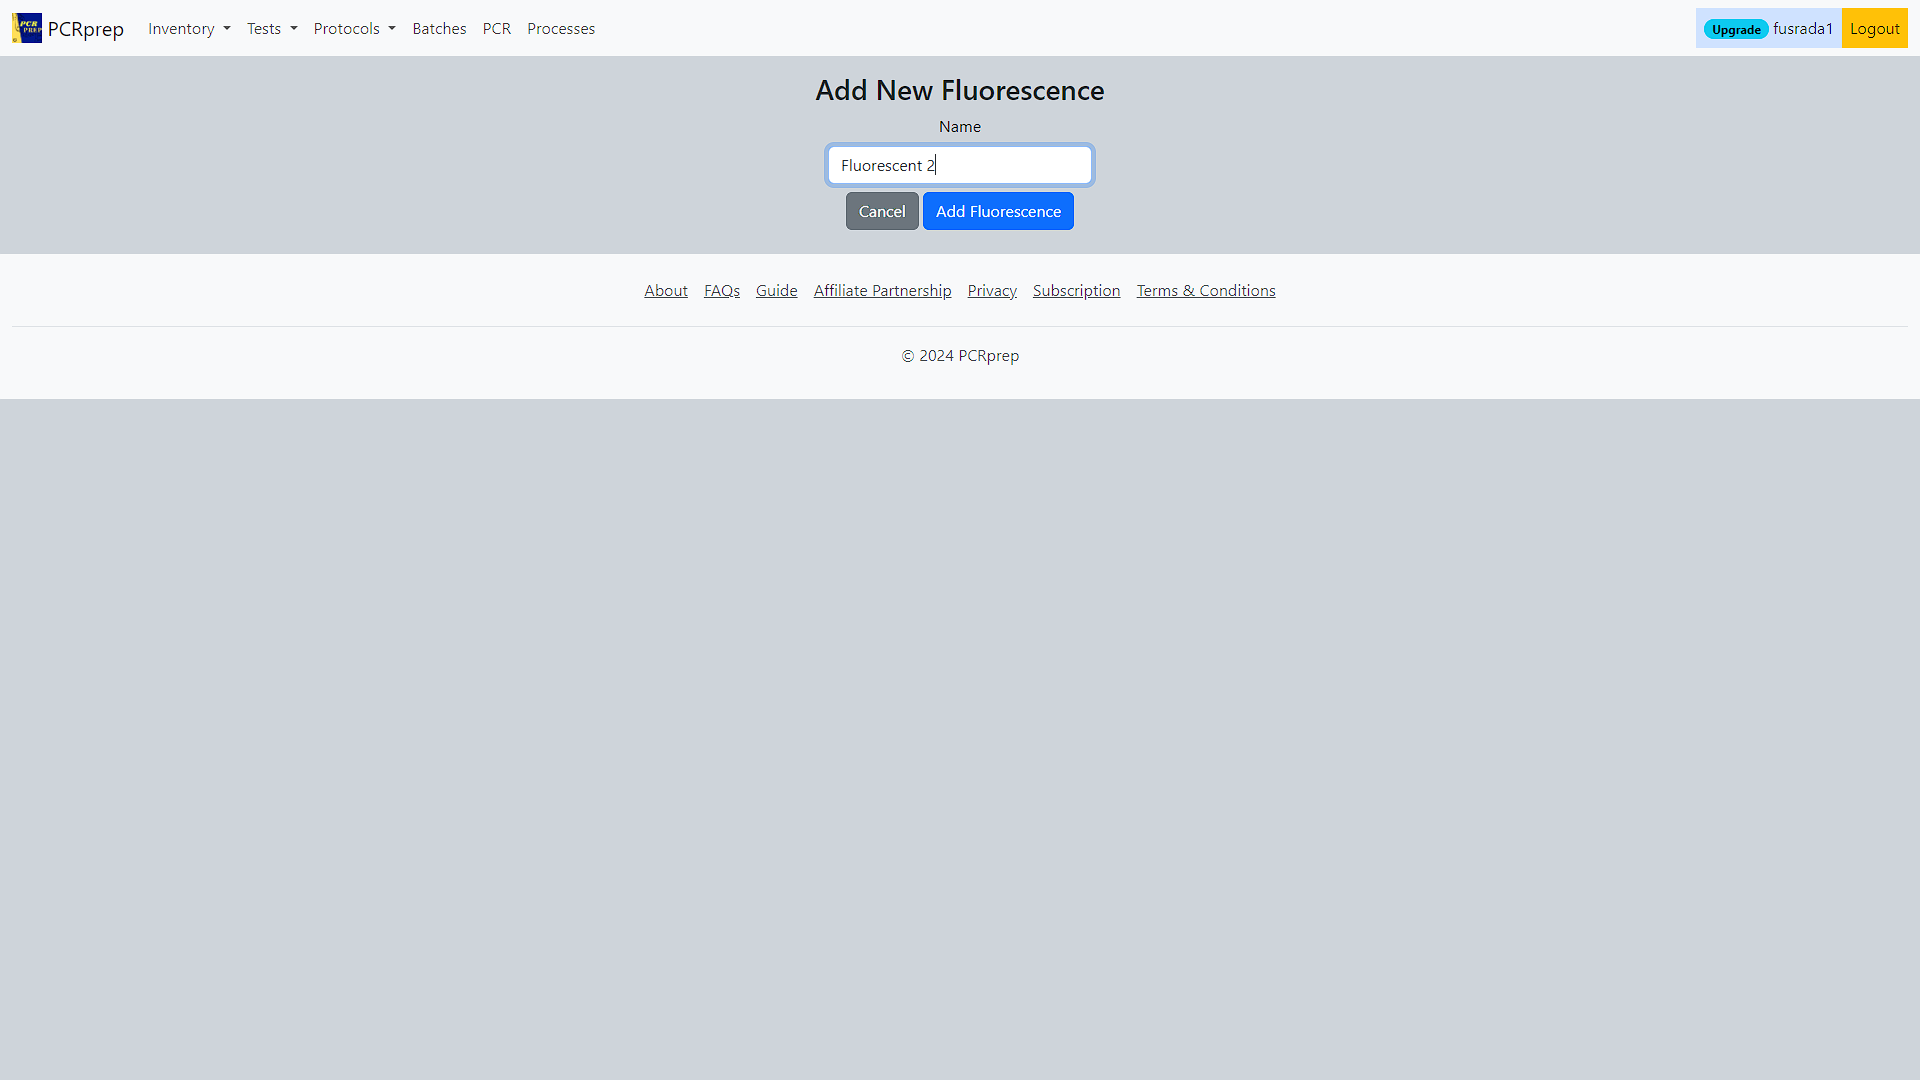 PCR PREP PCRprep Inventory Tests Protocols Batches PCR Processes Upgrade fusrada1 Logout
Add New Fluorescence
Name
Fluorescent 2
Cancel Add Fluorescence
About FAQs Guide Affiliate Partnership Privacy Subscription Terms & Conditions
© 2024 PCRprep